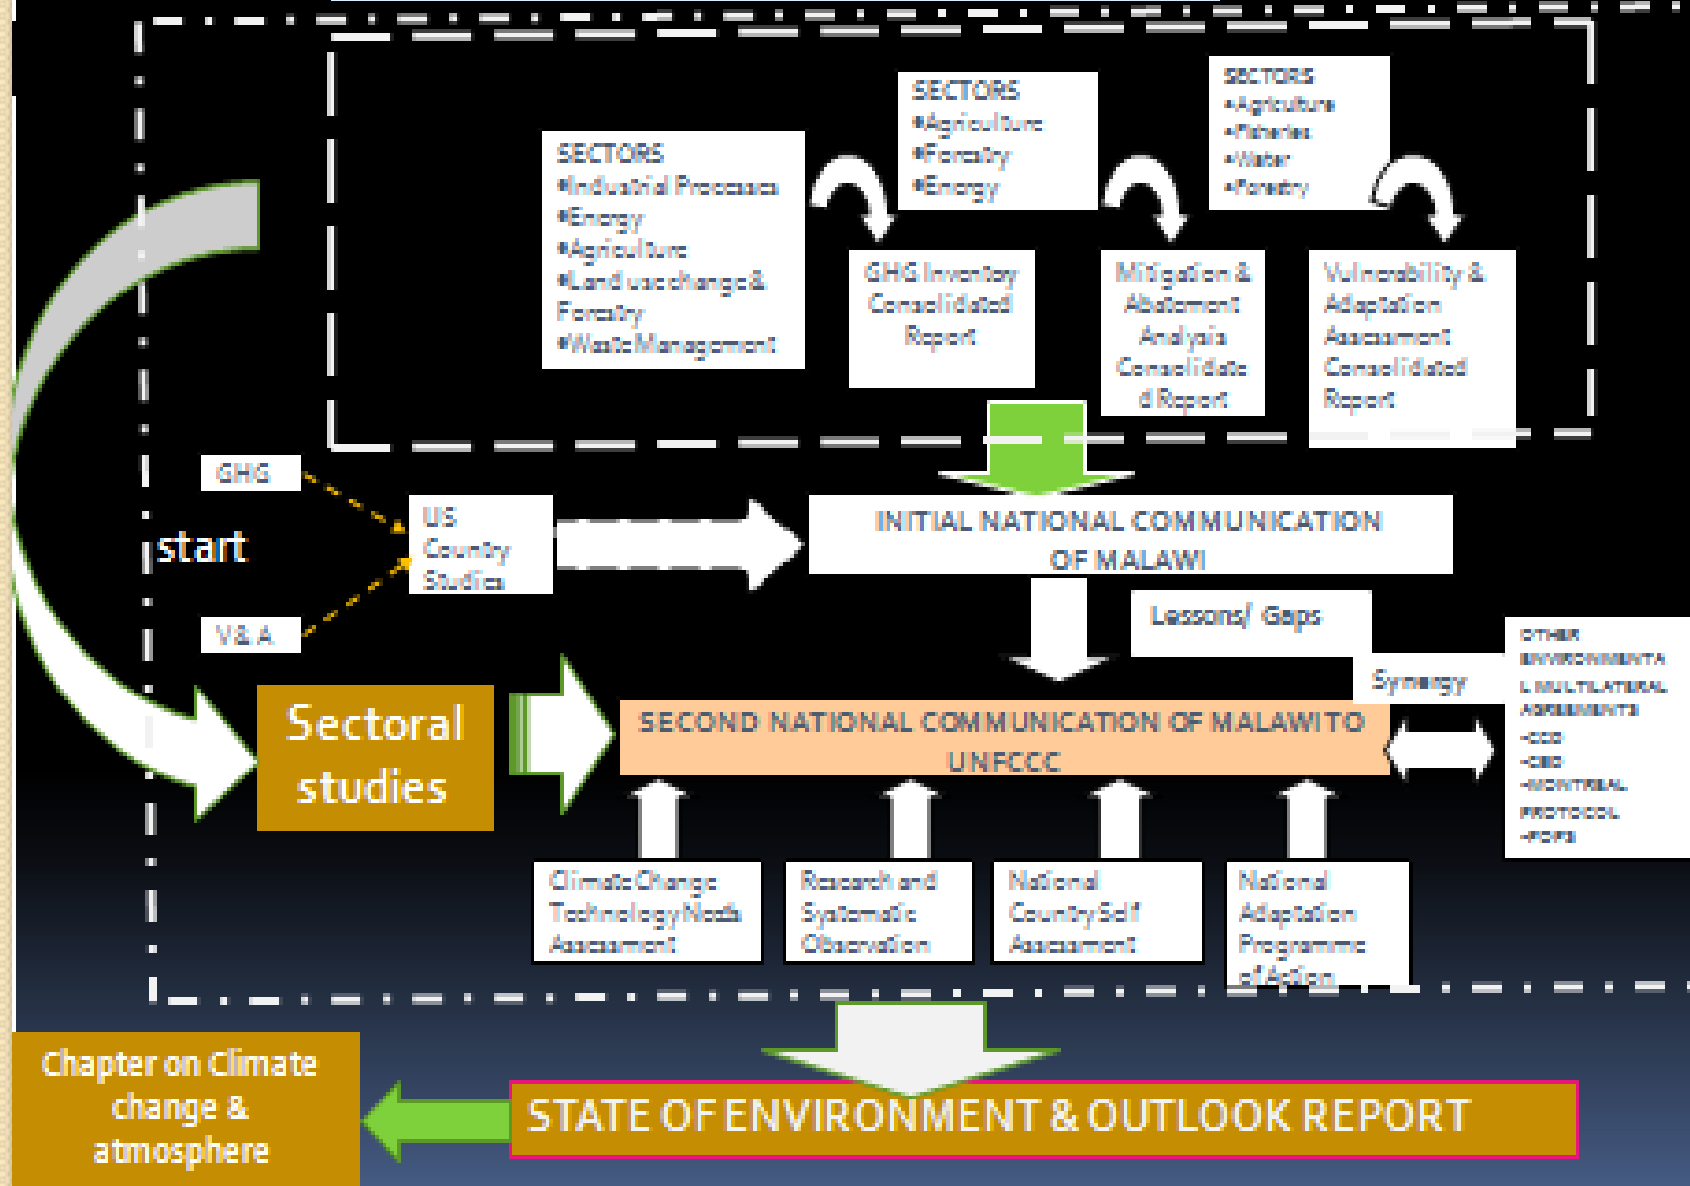 SECTORS
•Industrial Processes
•Energy
•Agriculture
•Land use change &
Forestry
•Waste Management
SECTORS
•Agriculture
•Forestry
•Energy
SECTORS
•Agriculture
•Fisheries
•Water
•Forestry
GHG Inventory
Consolidated
Report
Mitigation &
Abatement
Analysis
Consolidate
d Report
Vulnerability &
Adaptation
Assessment
Consolidated
Report
GHG
start
V& A
US
Country
Studies
INITIAL NATIONAL COMMUNICATION
OF MALAWI
Lessons/ Gaps
Synergy
OTHER
ENVIRONMENTA
L MULTILATERAL
AGREEMENTS
-CCD
-CBD
-MONTREAL
PROTOCOL
-POPS
Sectoral
studies
SECOND NATIONAL COMMUNICATION OF MALAWI TO
UNFCCC
Climate Change
Technology Needs
Assessment
Research and
Systematic
Observation
National
Country Self
Assessment
National
Adaptation
Programme
of Action
STATE OF ENVIRONMENT & OUTLOOK REPORT
Chapter on Climate
change &
atmosphere